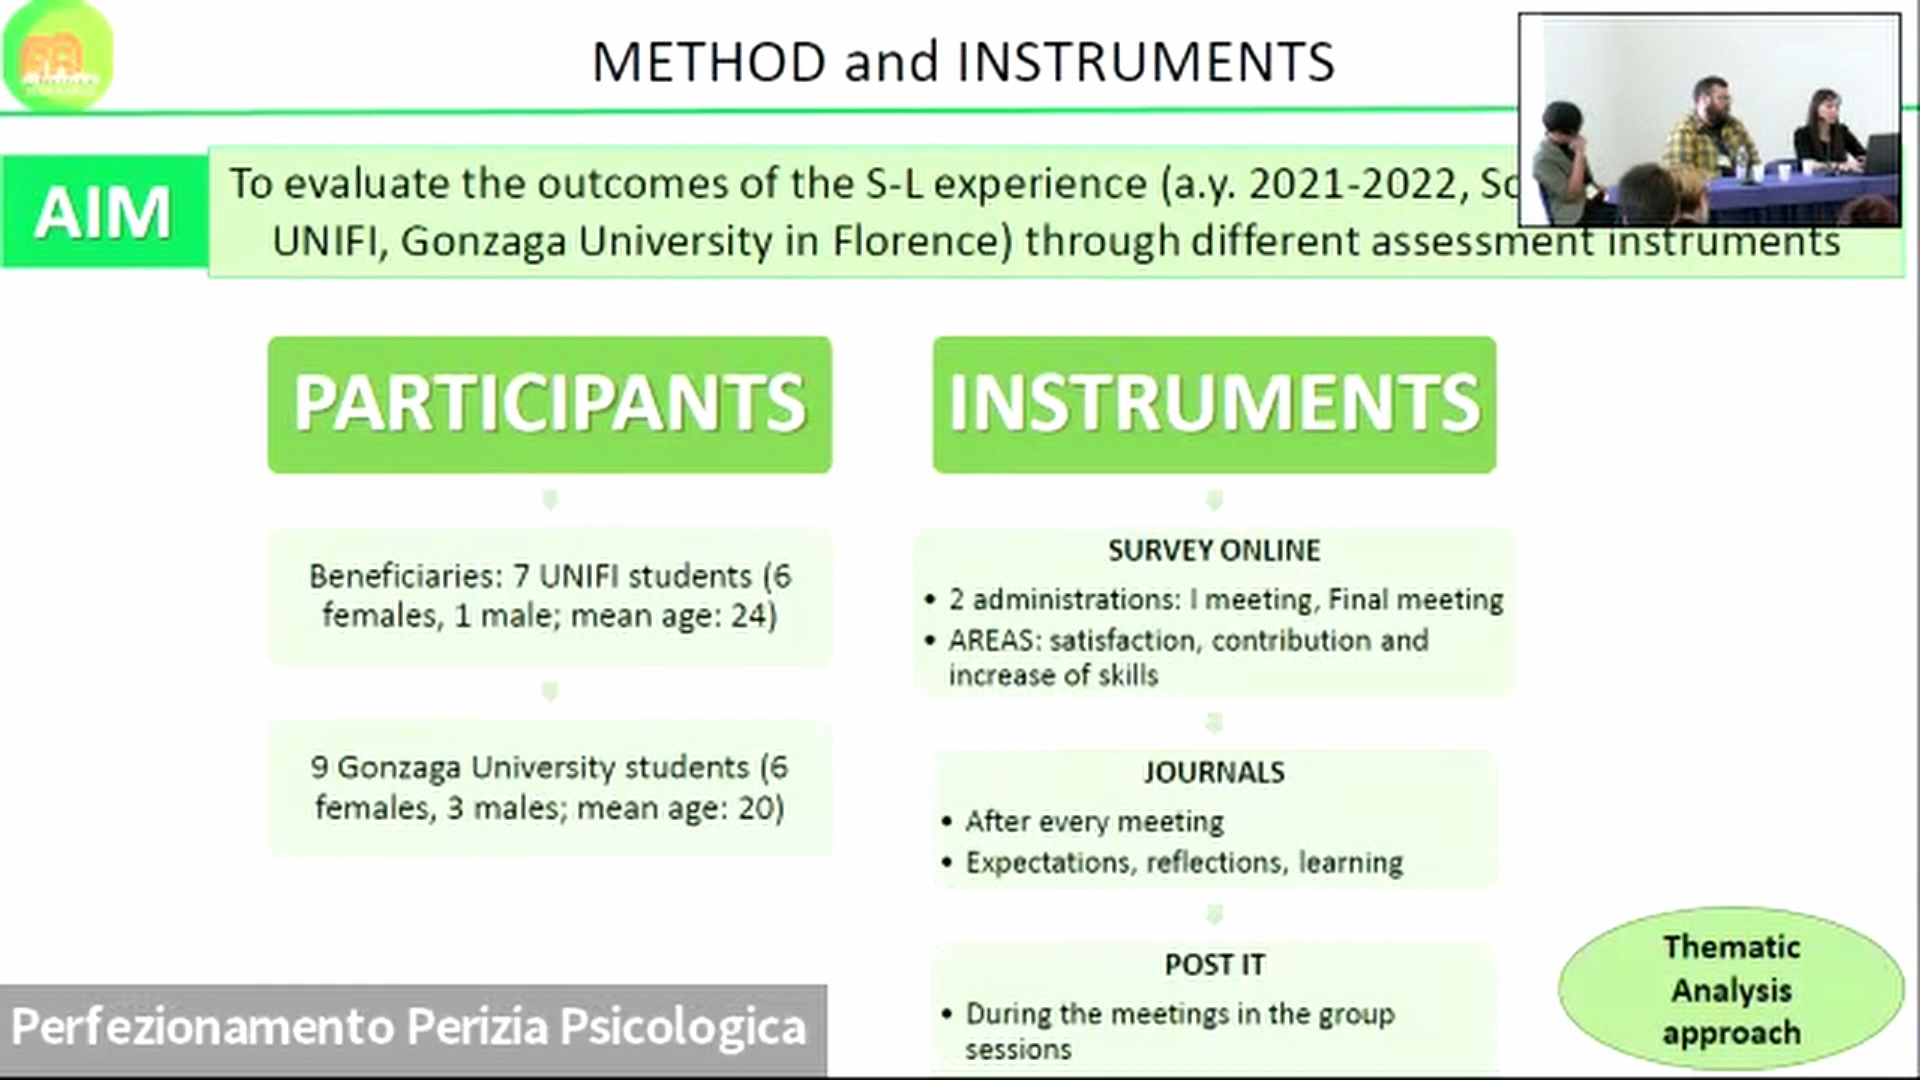 METHOD and INSTRUMENTS
AIM
To evaluate the outcomes of the S-L experience (a.y. 2021-2022,
UNIFI, Gonzaga University in Florence) through different assessment instruments
PARTICIPANTS
Beneficiaries: 7 UNIFI students (6
females, 1 male; mean age: 24)
9 Gonzaga University students (6
females, 3 males; mean age: 20)
INSTRUMENTS
SURVEY ONLINE
• 2 administrations: I meeting, Final meeting
• AREAS: satisfaction, contribution and
increase of skills
JOURNALS
• After every meeting
• Expectations, reflections, learning
POST IT
• During the meetings in the group
sessions
Thematic
Analysis
approach
Perfezionamento Perizia Psicologica